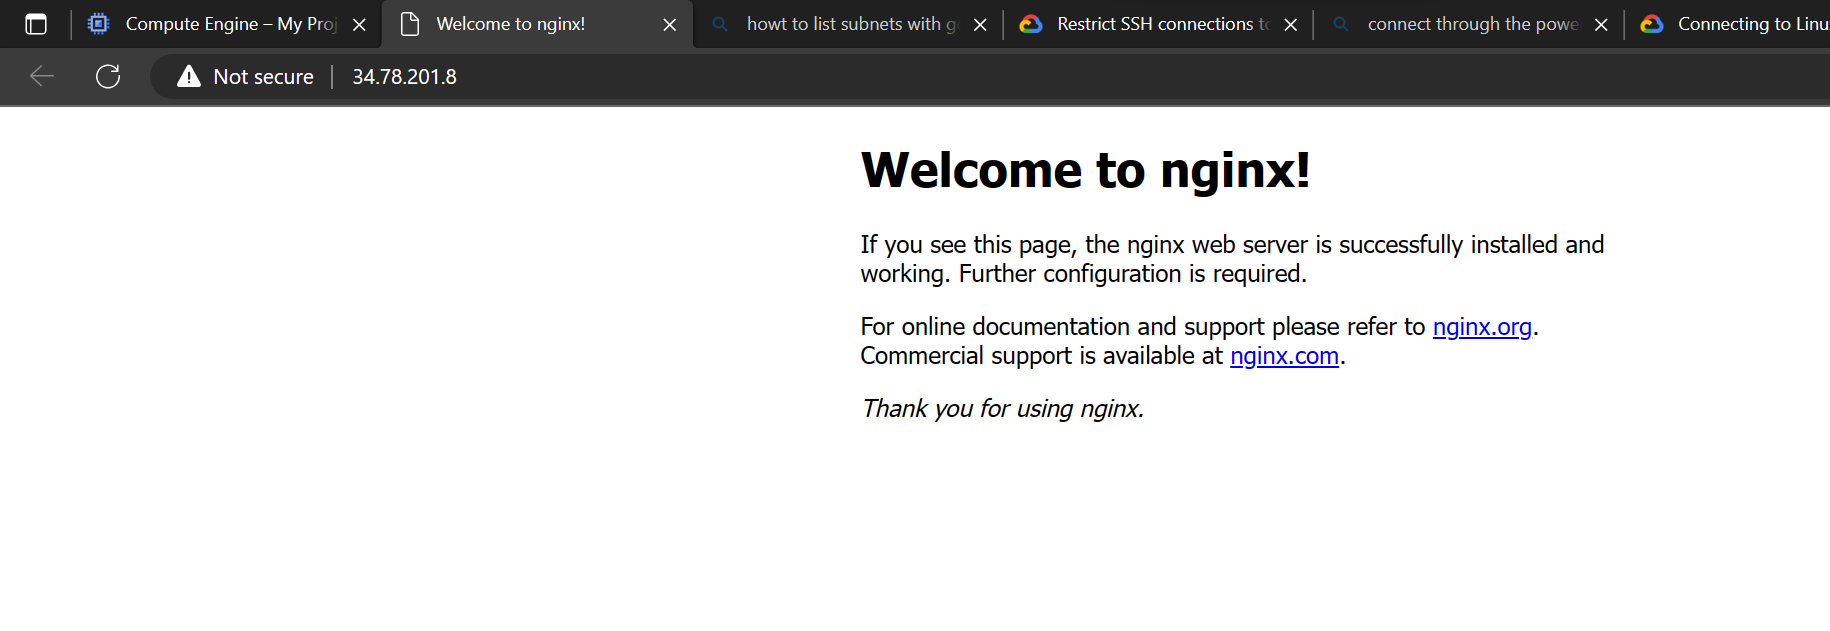 Compute Engine – My Proj
Welcome to nginx!
howt to list subnets with g
Restrict SSH connections to
connect through the powe
Connecting to Linu
Not secure
34.78.201.8
Welcome to nginx!
If you see this page, the nginx web server is successfully installed and
working. Further configuration is required.
For online documentation and support please refer to nginx.org.
Commercial support is available at nginx.com.
Thank you for using nginx.